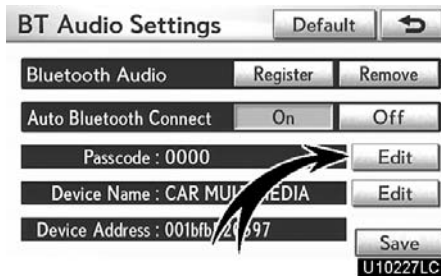 BT Audio Settings Default
Bluetooth Audio Register Remove
Auto Bluetooth Connect On Off
Passcode : 0000 Edit
Device Name : CAR MULTIMEDIA Edit
Device Address :
Save
U10227LC